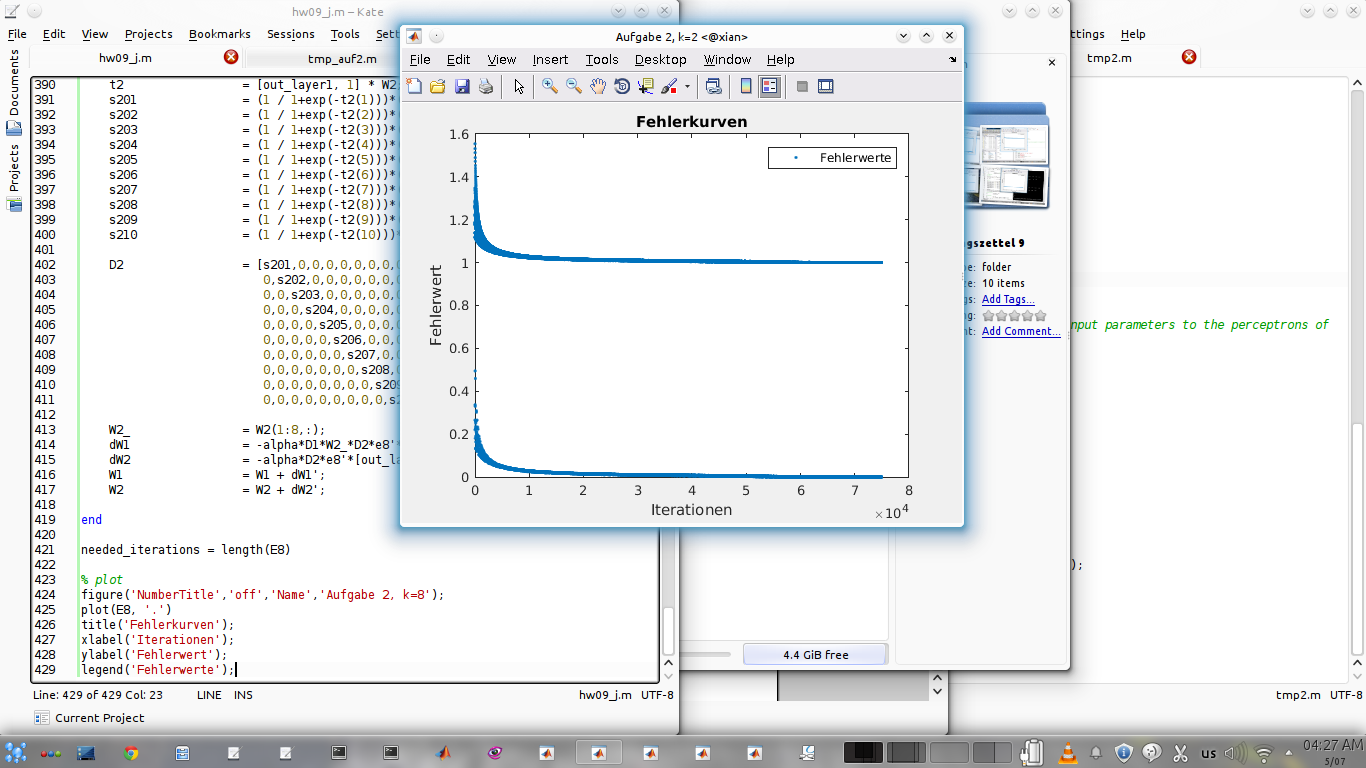 hw09_j.m – Kate
File Edit View Projects Bookmarks Sessions Tools
hw09_j.m
tmp_auf2.m
Documents
Projects
390 t2 = [out_layer1, 1] * W2
391 s201 = (1 / 1+exp(-t2(1)))*
392 s202 = (1 / 1+exp(-t2(2)))*
393 s203 = (1 / 1+exp(-t2(3)))*
394 s204 = (1 / 1+exp(-t2(4)))*
395 s205 = (1 / 1+exp(-t2(5)))*
396 s206 = (1 / 1+exp(-t2(6)))*
397 s207 = (1 / 1+exp(-t2(7)))*
398 s208 = (1 / 1+exp(-t2(8)))*
399 s209 = (1 / 1+exp(-t2(9)))*
400 s210 = (1 / 1+exp(-t2(10)))
401
402 D2 = [s201,0,0,0,0,0,0,0,
403 0,s202,0,0,0,0,0,0,
404 0,0,s203,0,0,0,0,0,
405 0,0,0,s204,0,0,0,0,
406 0,0,0,0,s205,0,0,0,
407 0,0,0,0,0,s206,0,0,
408 0,0,0,0,0,0,s207,0,
409 0,0,0,0,0,0,0,s208,
410 0,0,0,0,0,0,0,0,s209
411 0,0,0,0,0,0,0,0,0,s
412
413 W2_ = W2(1:8,:);
414 dW1 = -alpha*D1*W2_*D2*e8'*
415 dW2 = -alpha*D2*e8'*[out_la
416 W1 = W1 + dW1';
417 W2 = W2 + dW2';
418
419 end
420
421 needed_iterations = length(E8)
422
423 % plot
424 figure('NumberTitle','off','Name','Aufgabe 2, k=8');
425 plot(E8, '.')
426 title('Fehlerkurven');
427 xlabel('Iterationen');
428 ylabel('Fehlerwert');
429 legend('Fehlerwerte');
Line: 429 of 429 Col: 23 LINE INS hw09_j.m UTF-8
Current Project
Aufgabe 2, k=2 <@xian>
File Edit View Insert Tools Desktop Window Help
Fehlerkurven
Fehlerwerte
1.6
1.4
1.2
1
0.8
0.6
0.4
0.2
0
Fehlerwert
0 1 2 3 4 5 6 7 8
Iterationen
×10⁴
gszettel 9
e: folder
e: 10 items
s: Add Tags...
g:
t: Add Comment...
4.4 GiB free
ttings Help
tmp2.m
nput parameters to the perceptrons of
);
tmp2.m UTF-8
us
04:27 AM
5/07